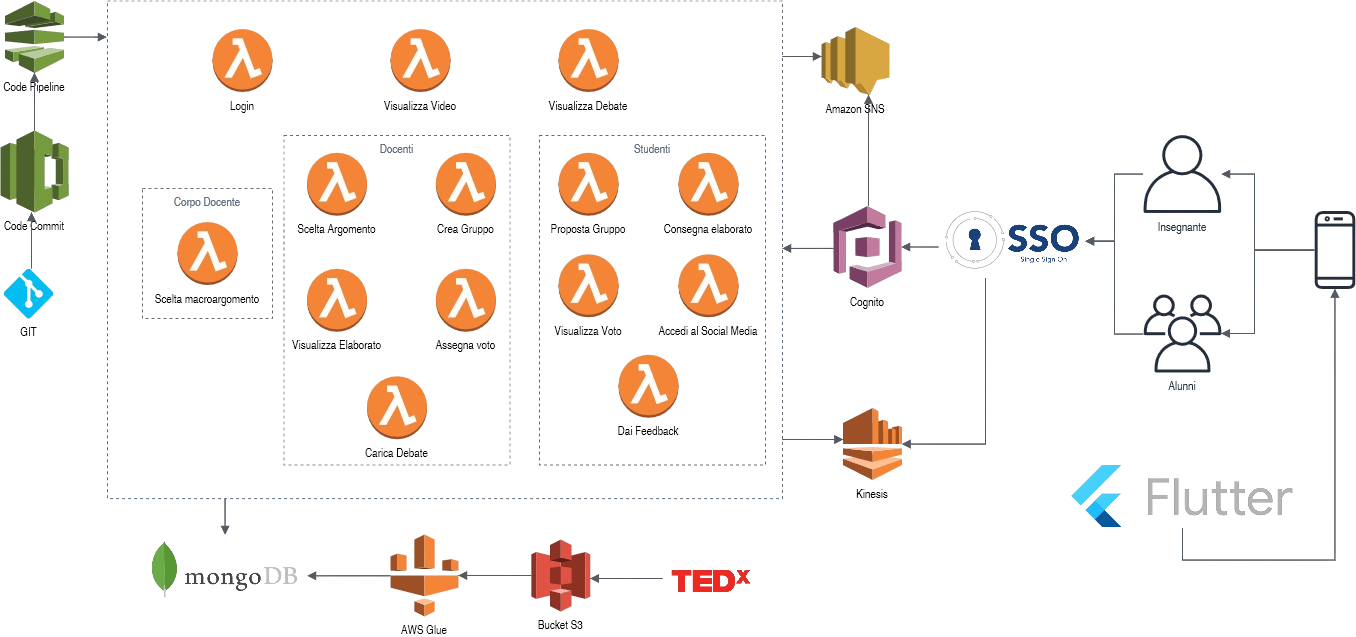 Code Pipeline
Login
Visualizza Video
Visualizza Debate
Amazon SNS
Code Commit
GIT
Corpo Docente
Scelta macroargomento
Docenti
Scelta Argomento
Crea Gruppo
Visualizza Elaborato
Assegna voto
Carica Debate
Studenti
Proposta Gruppo
Consegna elaborato
Visualizza Voto
Accedi al Social Media
Dai Feedback
Cognito
SSO
Single Sign On
Insegnante
Alunni
Kinesis
Flutter
mongoDB
AWS Glue
Bucket S3
TEDx